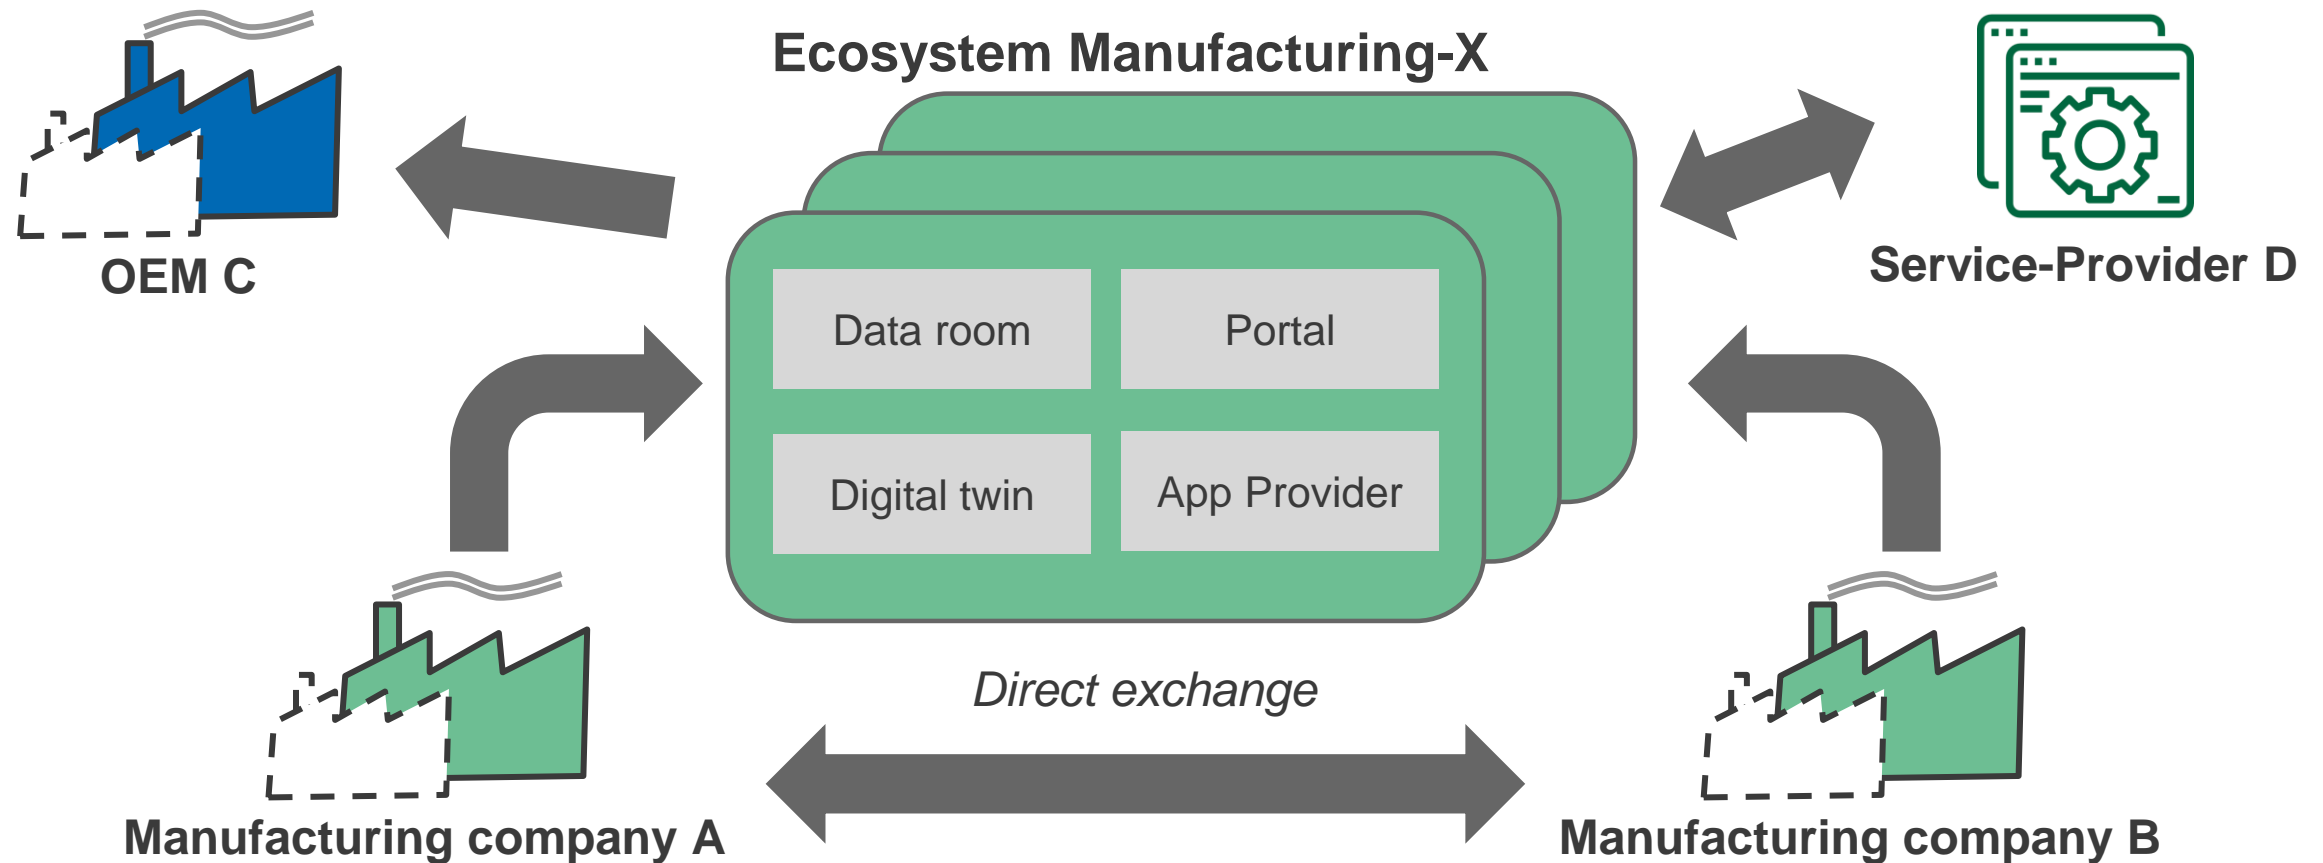 Ecosystem Manufacturing-X
OEM C
Service-Provider D
Data room
Portal
Digital twin
App Provider
Direct exchange
Manufacturing company A
Manufacturing company B